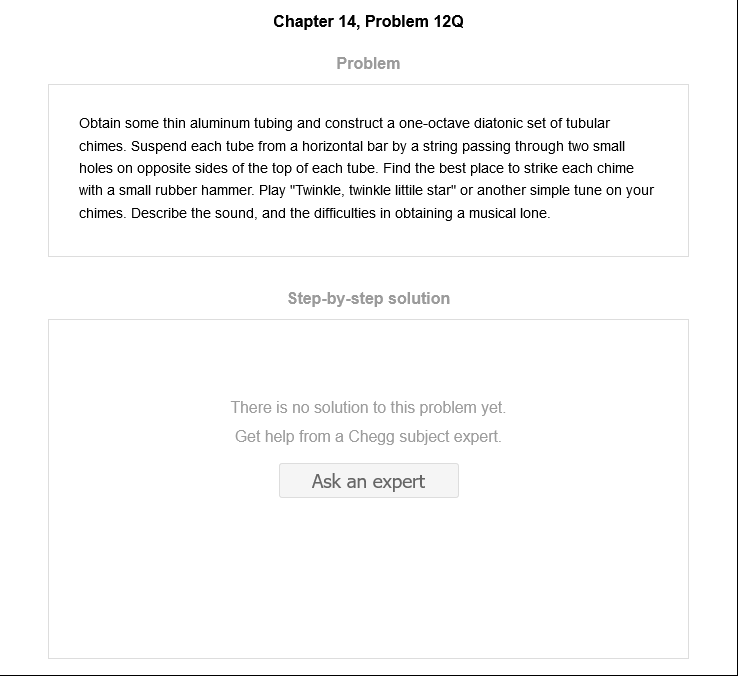 Chapter 14, Problem 12Q
Problem
Obtain some thin aluminum tubing and construct a one-octave diatonic set of tubular
chimes. Suspend each tube from a horizontal bar by a string passing through two small
holes on opposite sides of the top of each tube. Find the best place to strike each chime
with a small rubber hammer. Play "Twinkle, twinkle littile star" or another simple tune on your
chimes. Describe the sound, and the difficulties in obtaining a musical lone.
Step-by-step solution
There is no solution to this problem yet.
Get help from a Chegg subject expert.
Ask an expert